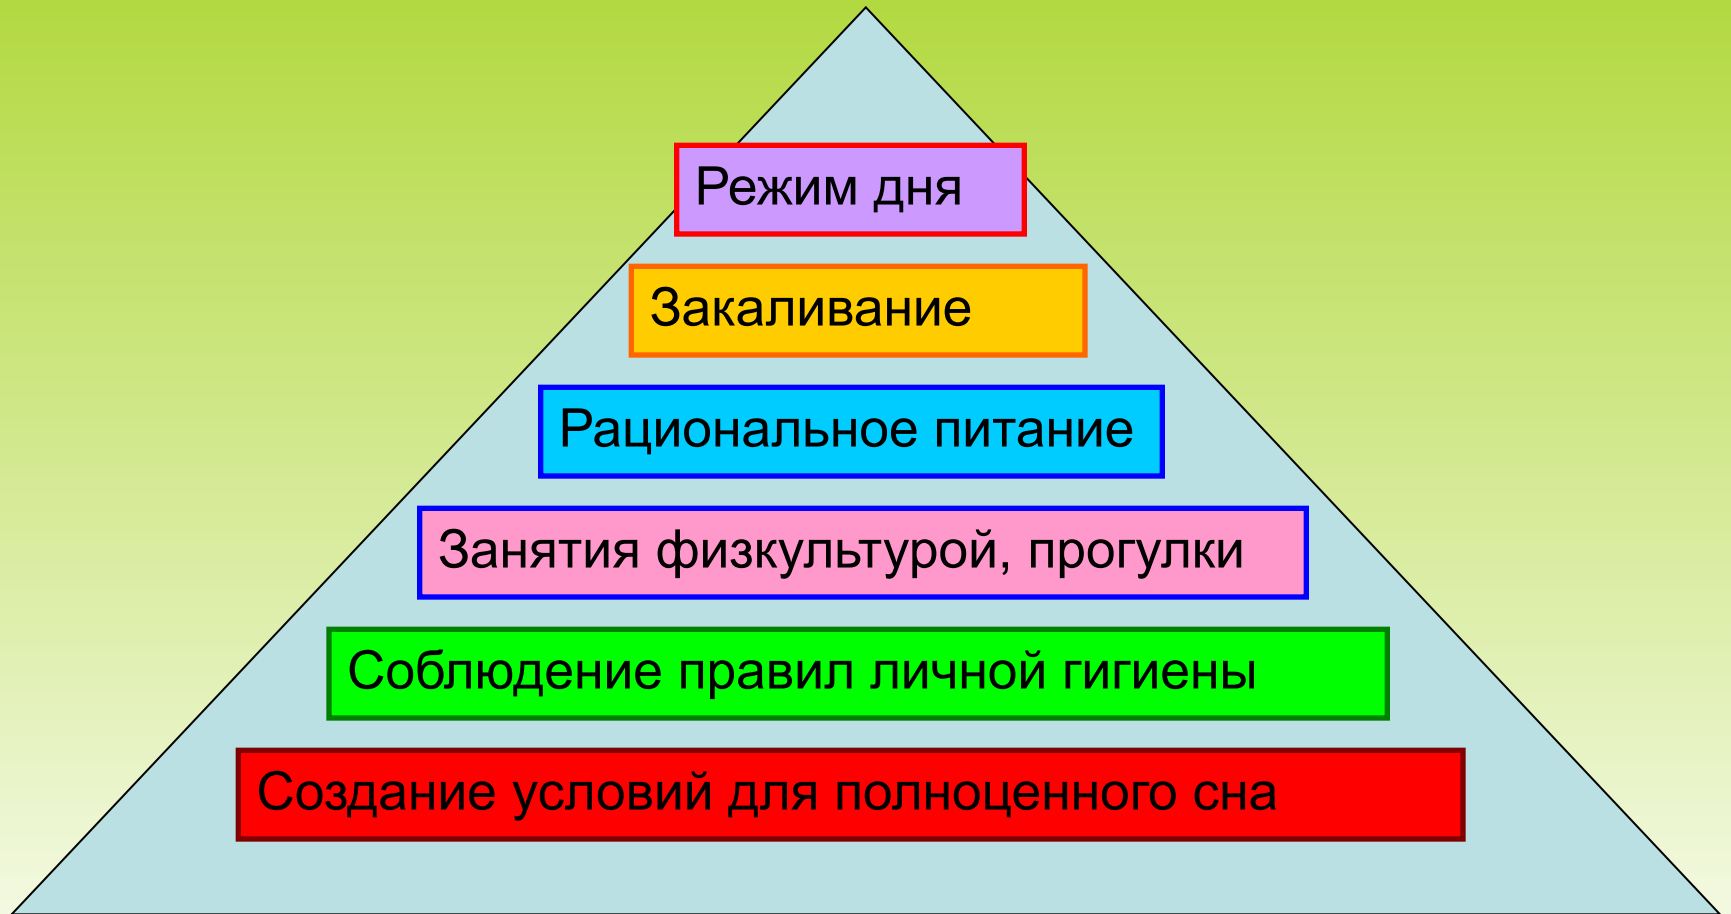 Режим дня
Закаливание
Рациональное питание
Занятия физкультурой, прогулки
Соблюдение правил личной гигиены
Создание условий для полноценного сна